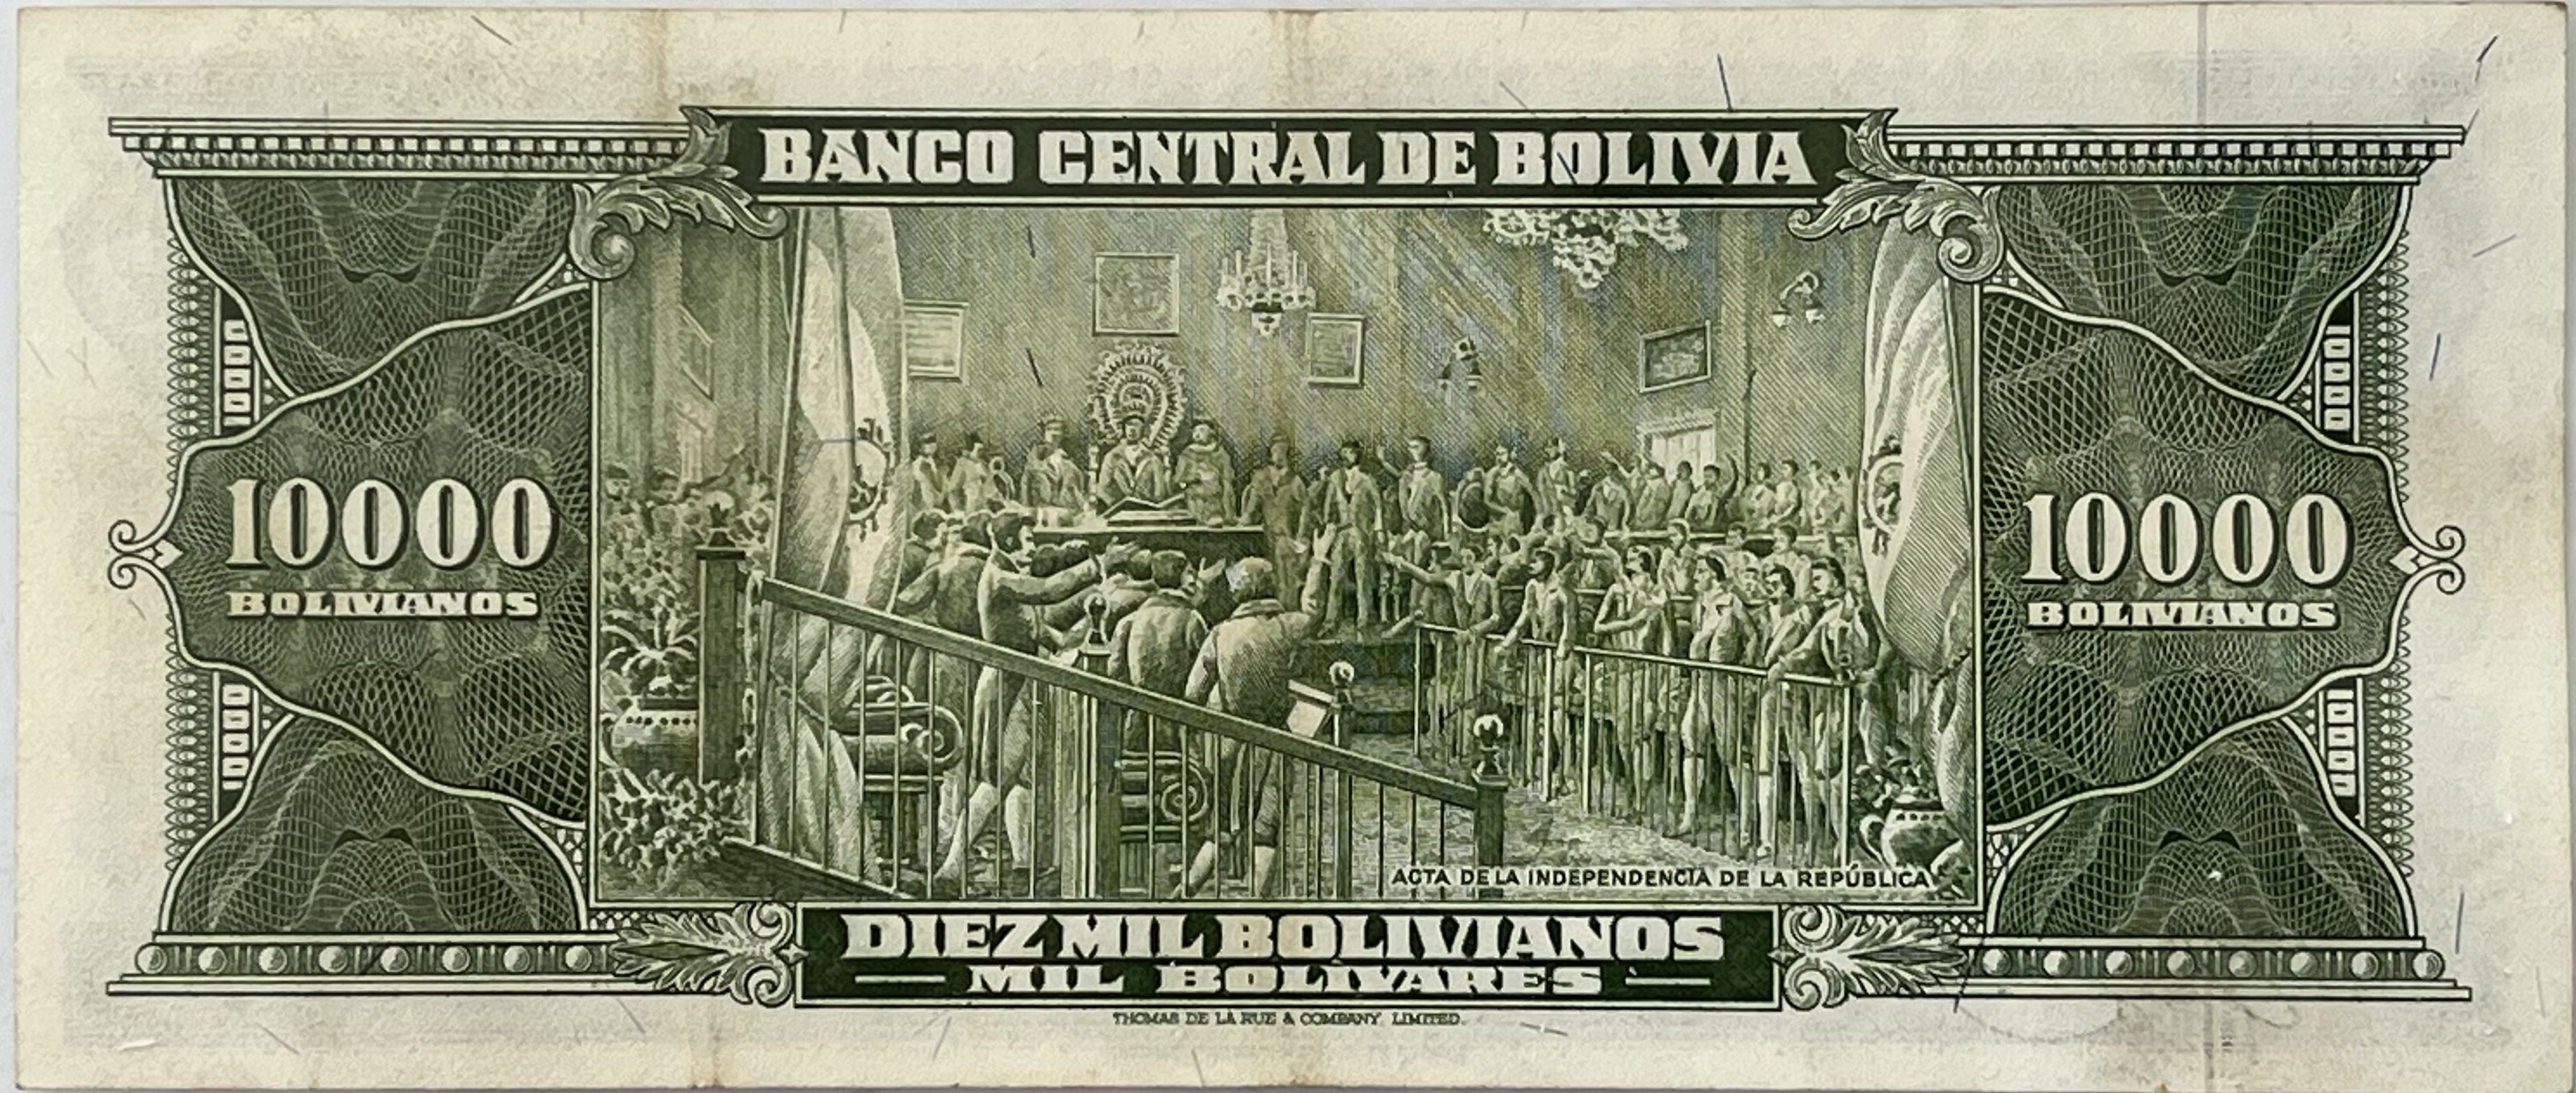 BANCO CENTRAL DE BOLIVIA
10000
10000
10000
BOLIVIANOS
10000
BOLIVIANOS
10000
10000
ACTA DE LA INDEPENDENCIA DE LA REPÚBLICA
DIEZ MIL BOLIVIANOS
MIL BOLIVARES
THOMAS DE LA RUE & COMPANY, LIMITED.